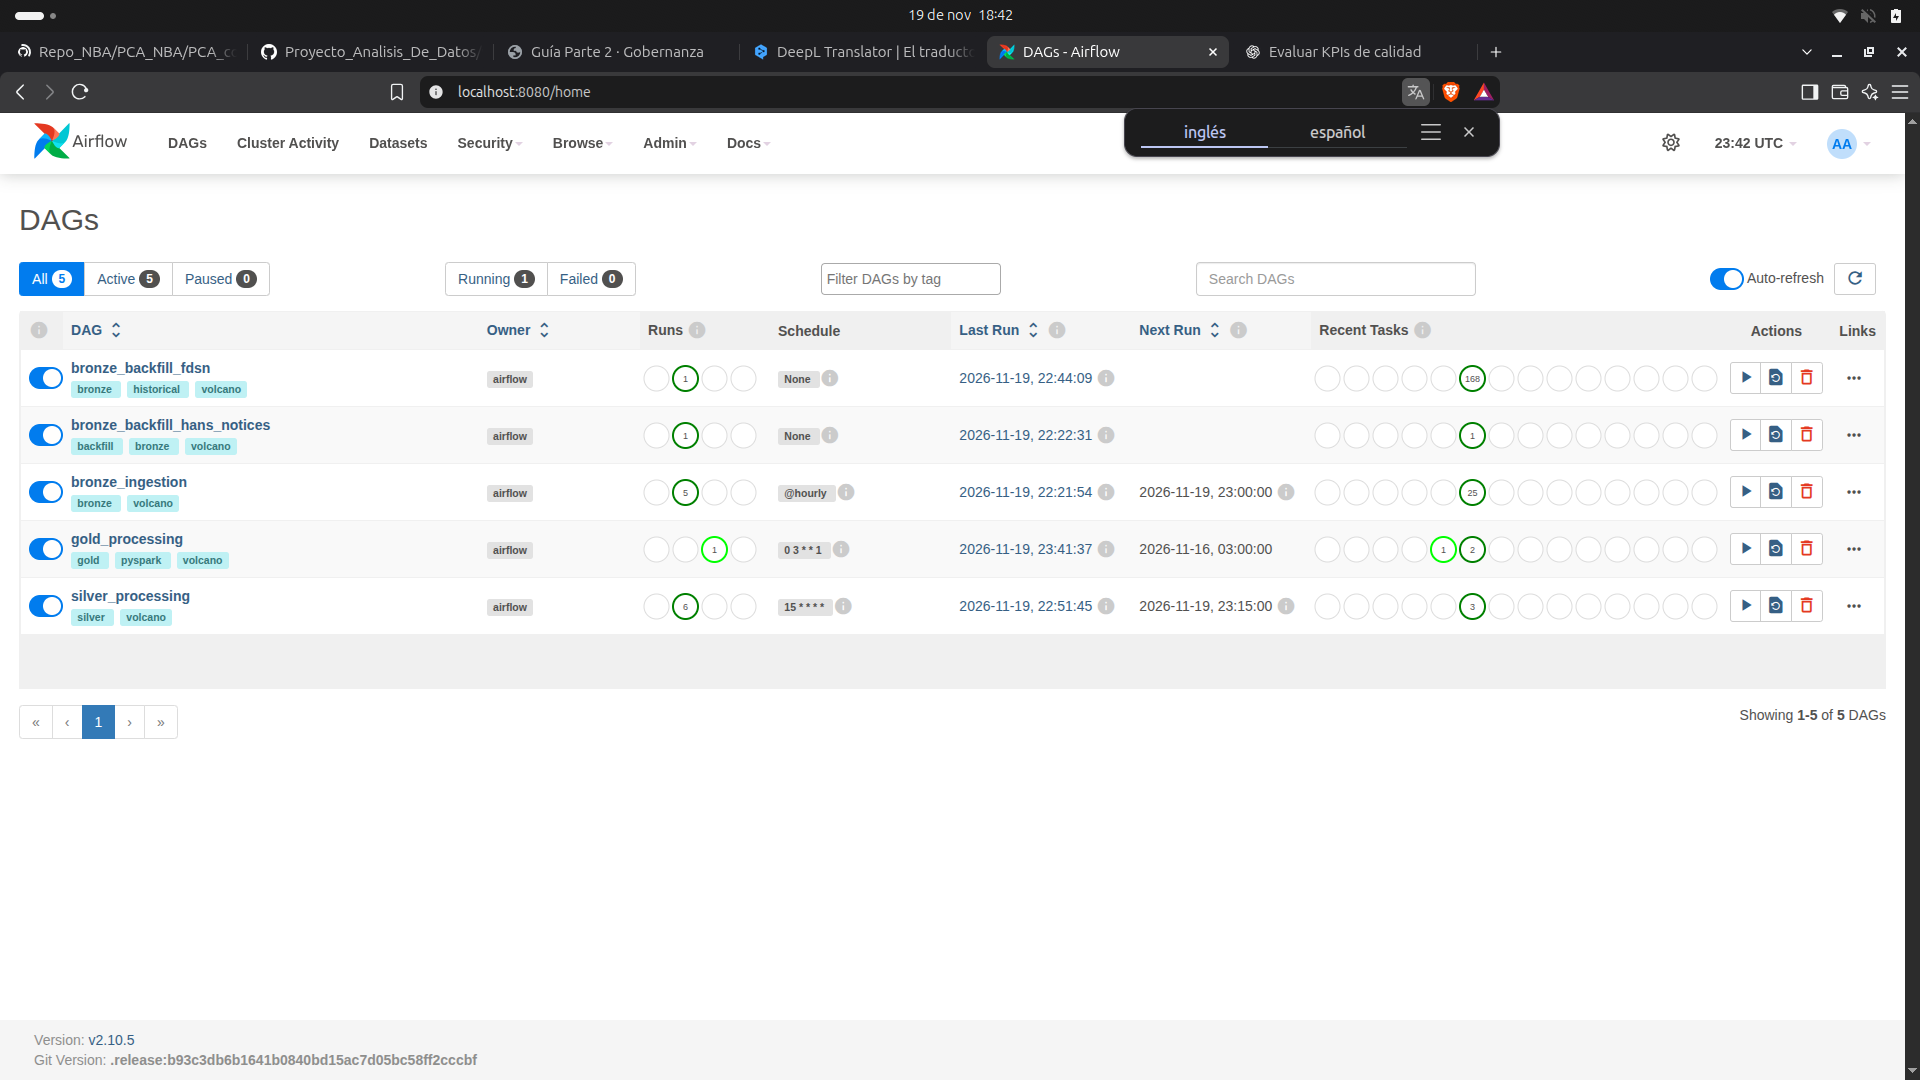 19 de nov 18:42
Repo_NBA/PCA_NBA/PCA_c
Proyecto_Analisis_De_Datos/
Guía Parte 2 · Gobernanza
DeepL Translator | El traducto
DAGs - Airflow
Evaluar KPIs de calidad
localhost:8080/home
inglés español
Airflow
DAGs Cluster Activity Datasets Security Browse Admin Docs
23:42 UTC AA
DAGs
All 5 Active 5 Paused 0 Running 1 Failed 0 Filter DAGs by tag Search DAGs Auto-refresh
DAG Owner Runs Schedule Last Run Next Run Recent Tasks Actions Links
bronze_backfill_fdsn
bronze historical volcano
airflow 1 None 2026-11-19, 22:44:09 168
bronze_backfill_hans_notices
backfill bronze volcano
airflow 1 None 2026-11-19, 22:22:31 1
bronze_ingestion
bronze volcano
airflow 5 @hourly 2026-11-19, 22:21:54 2026-11-19, 23:00:00 25
gold_processing
gold pyspark volcano
airflow 1 0 3 * * 1 2026-11-19, 23:41:37 2026-11-16, 03:00:00 1 2
silver_processing
silver volcano
airflow 6 15 * * * * 2026-11-19, 22:51:45 2026-11-19, 23:15:00 3
« ‹ 1 › »
Showing 1-5 of 5 DAGs
Version: v2.10.5
Git Version: .release:b93c3db6b1641b0840bd15ac7d05bc58ff2cccbf